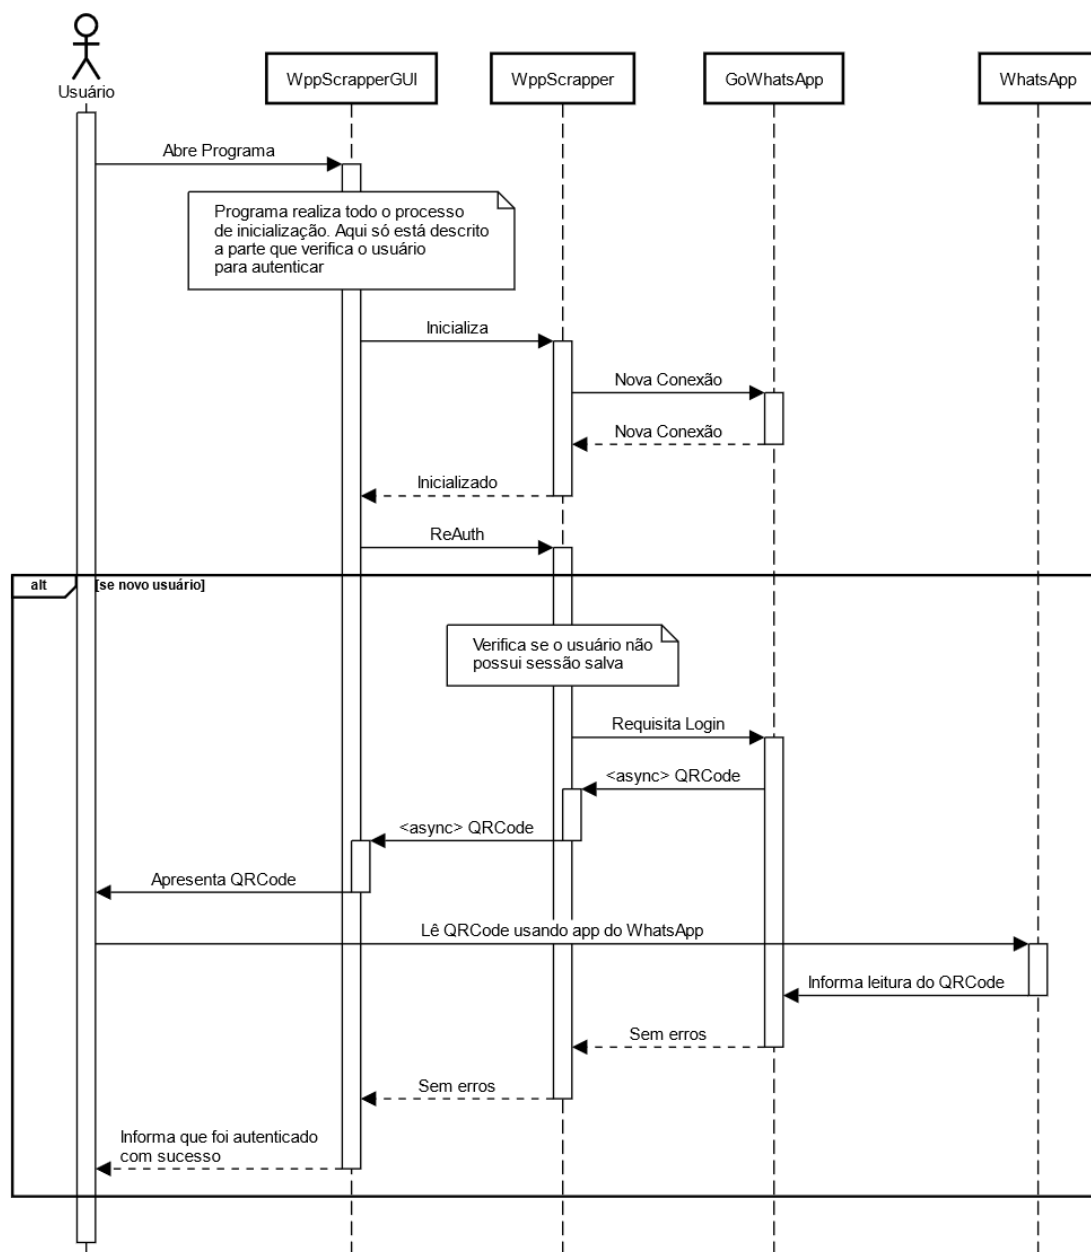 Usuário
WppScrapperGUI
WppScrapper
GoWhatsApp
WhatsApp
Abre Programa
Programa realiza todo o processo
de inicialização. Aqui só está descrito
a parte que verifica o usuário
para autenticar
Inicializa
Nova Conexão
Nova Conexão
Inicializado
ReAuth
alt
[se novo usuário]
Verifica se o usuário não
possui sessão salva
Requisita Login
<async> QRCode
<async> QRCode
Apresenta QRCode
Lê QRCode usando app do WhatsApp
Informa leitura do QRCode
Sem erros
Sem erros
Informa que foi autenticado
com sucesso